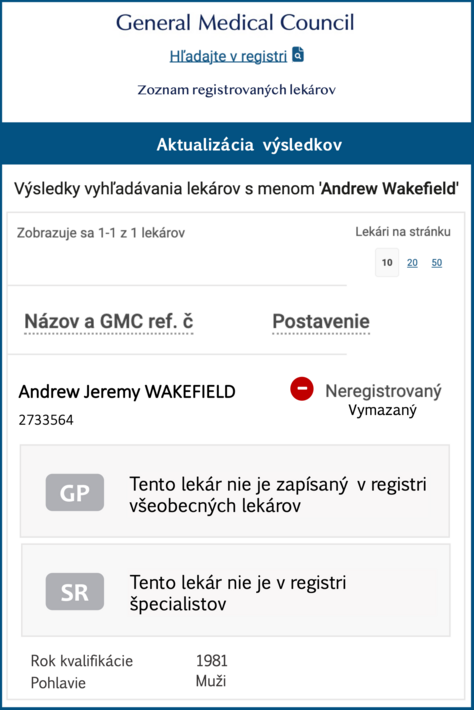 General Medical Council
Hľadajte v registri
Zoznam registrovaných lekárov
Aktualizácia výsledkov
Výsledky vyhľadávania lekárov s menom 'Andrew Wakefield'
Zobrazuje sa 1-1 z 1 lekárov
Lekári na stránku
10 20 50
Názov a GMC ref. č
Postavenie
Andrew Jeremy WAKEFIELD
2733564
Neregistrovaný
Vymazaný
GP
Tento lekár nie je zapísaný v registri
všeobecných lekárov
SR
Tento lekár nie je v registri
špecialistov
Rok kvalifikácie 1981
Pohlavie Muži